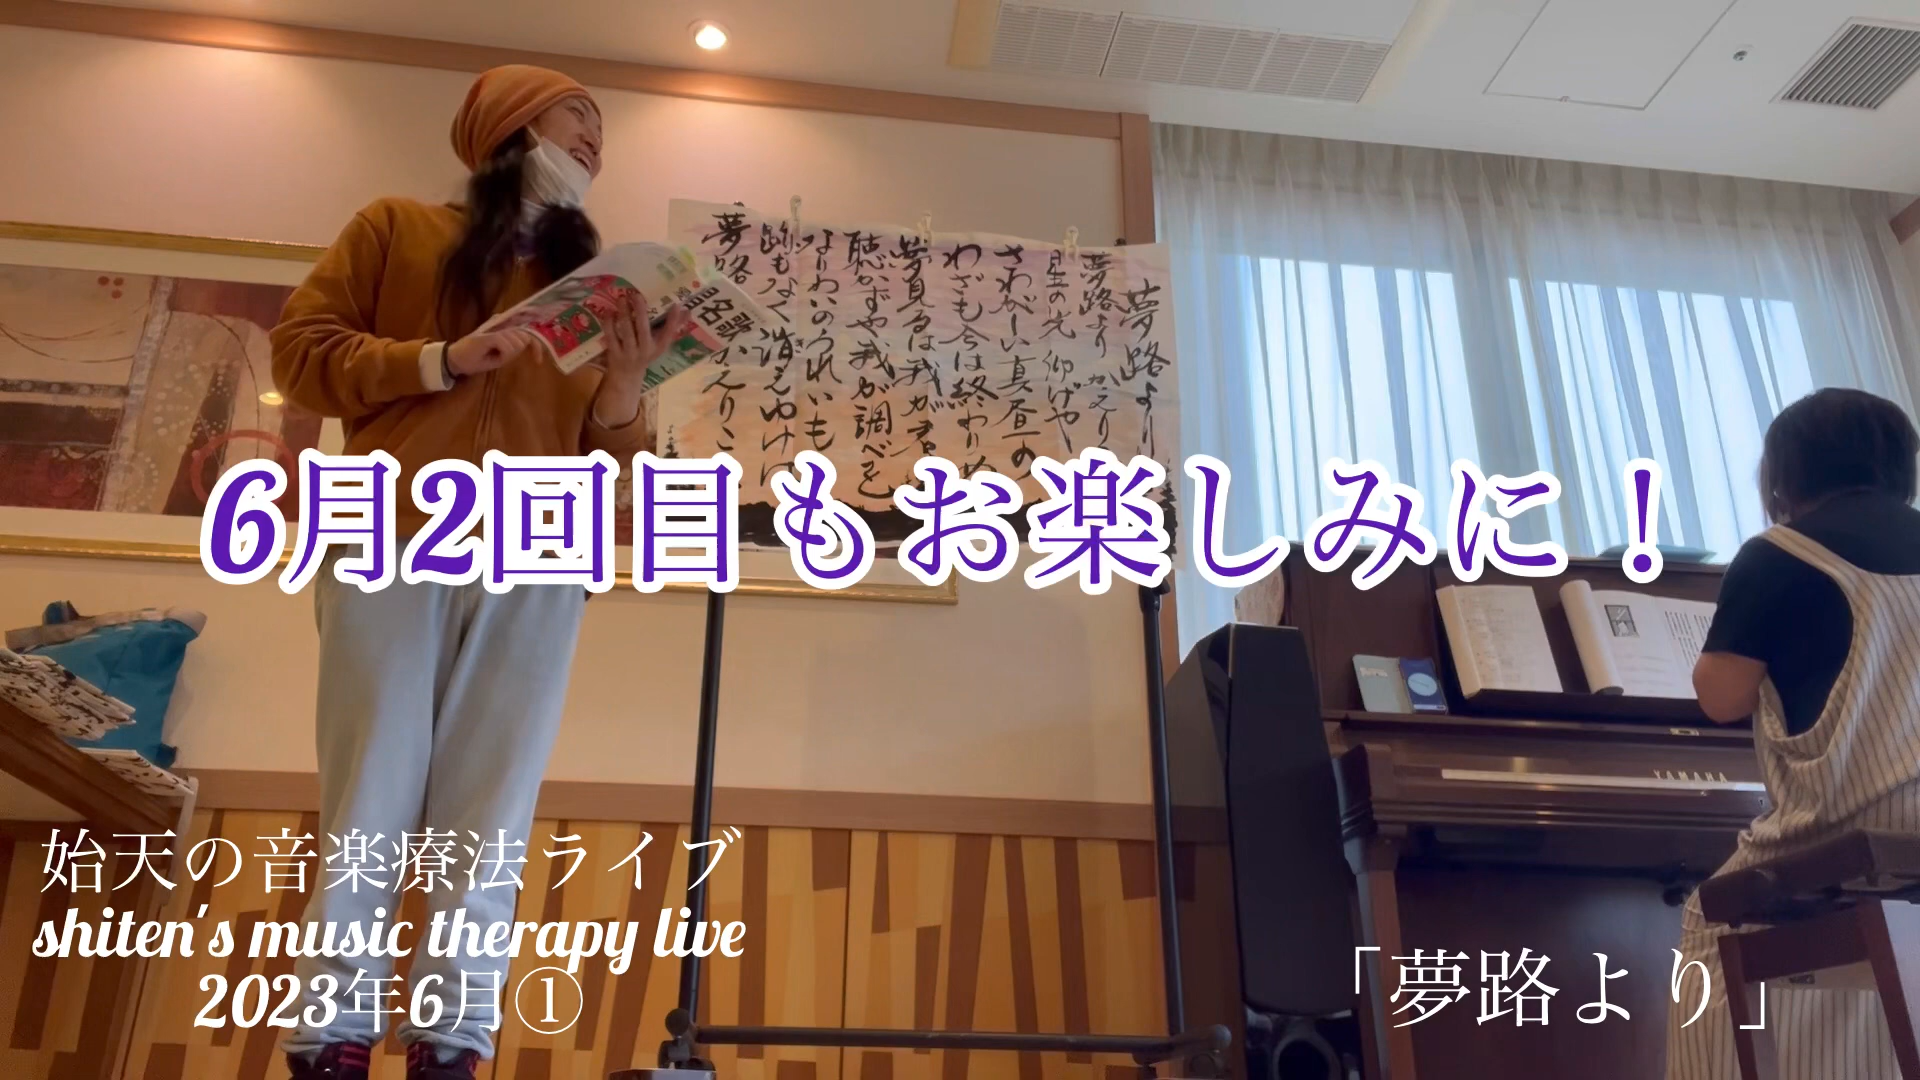 夢路より
夢路より かえりて
星の光 仰げや
さわがしい真昼の
わざも今は終わりぬ
夢見るは我が君
聴かずや、我が調べを
なりわいのうれいも
跡もなく 消えゆけば
夢路 かえりこ
名歌
6月2回目もお楽しみに！
YAMAHA
始天の音楽療法ライブ
shiten's music therapy live
2023年6月①
「夢路より」